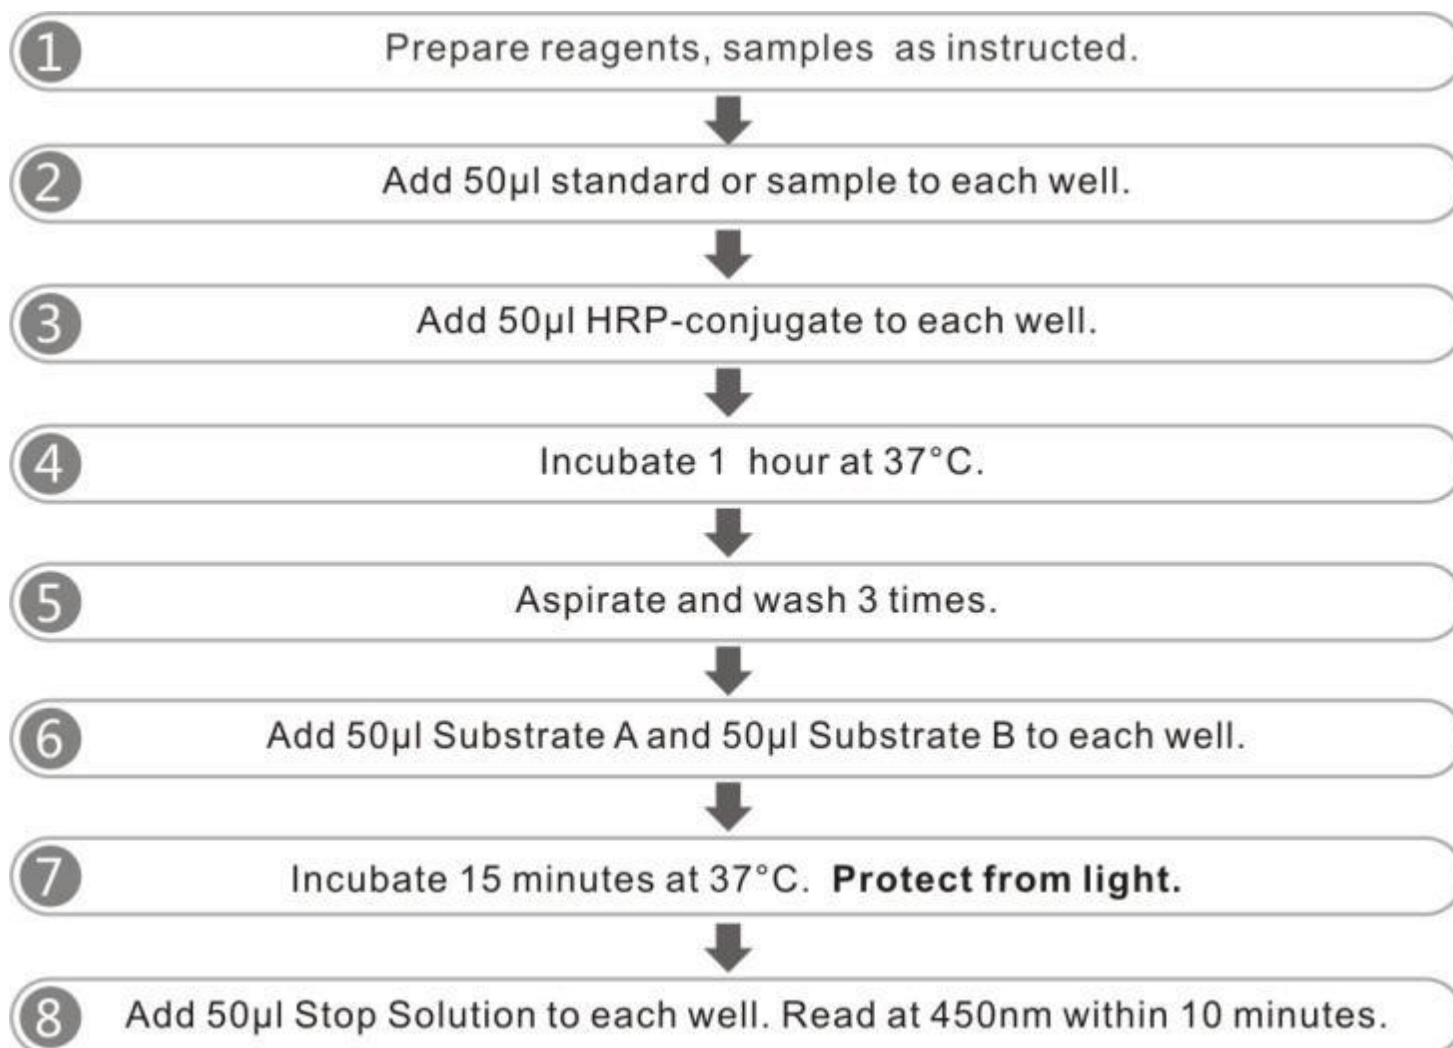 1 Prepare reagents, samples as instructed.
2 Add 50µl standard or sample to each well.
3 Add 50µl HRP-conjugate to each well.
4 Incubate 1 hour at 37°C.
5 Aspirate and wash 3 times.
6 Add 50µl Substrate A and 50µl Substrate B to each well.
7 Incubate 15 minutes at 37°C. Protect from light.
8 Add 50µl Stop Solution to each well. Read at 450nm within 10 minutes.